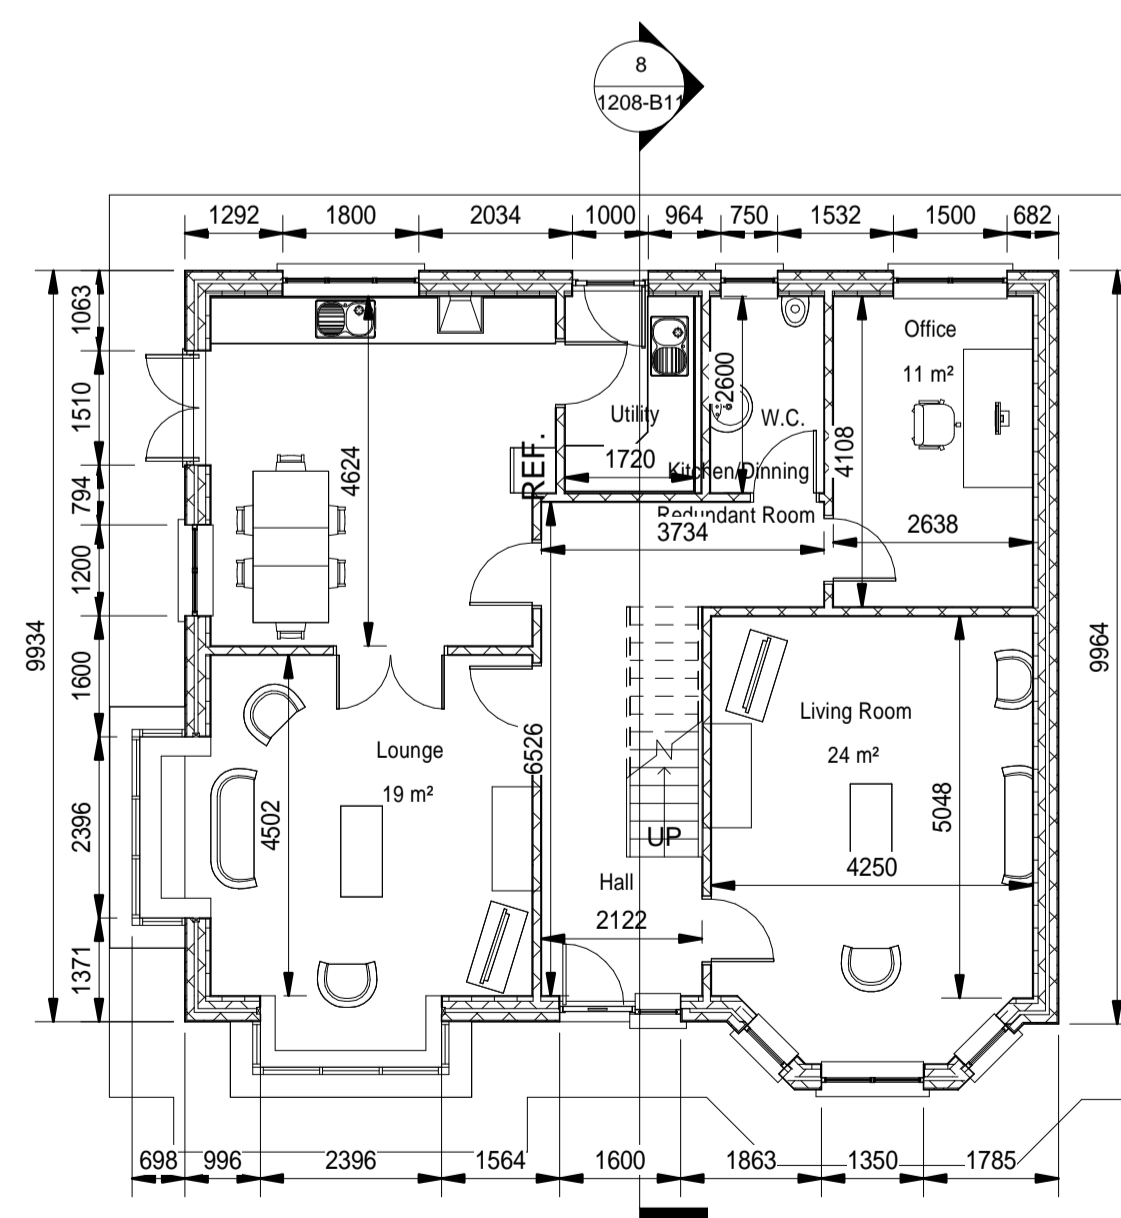 8
1208-B11
1292 1800 2034 1000 964 750 1532 1500 682
1063
1510
794
1200
1600
2396
1371
9934
9964
Office
11 m²
2600
Utility
W.C.
4108
4624
REF.
1720
Kitchen/Dinning
Redundant Room
3734
2638
Lounge
19 m²
4502
6526
Living Room
24 m²
5048
UP
4250
Hall
2122
698 996 2396 1564 1600 1863 1350 1785